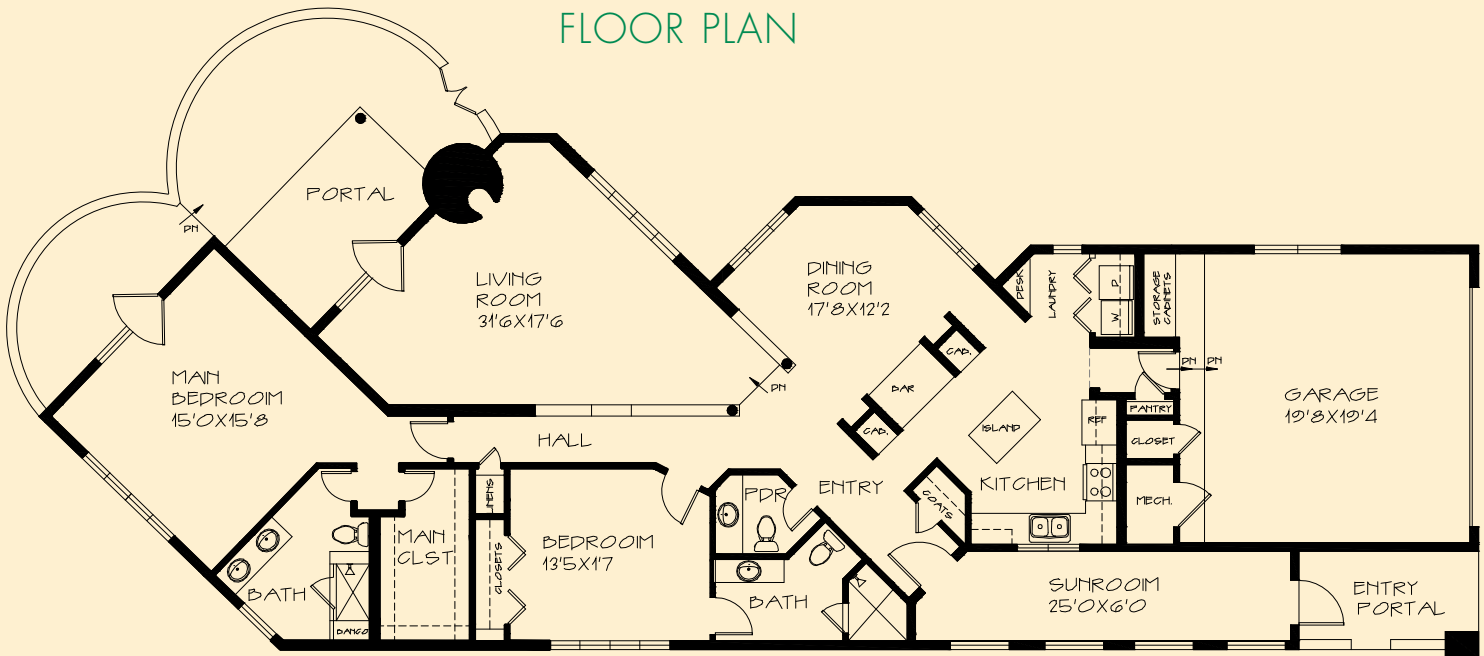 FLOOR PLAN
PORTAL
DN
LIVING
ROOM
31'6X17'6
DINING
ROOM
17'8X12'2
DESK
LAUNDRY
D
W
STORAGE
CABINETS
DN
DN
GARAGE
19'8X19'4
MAIN
BEDROOM
15'0X15'8
DN
CAB.
BAR
CAB.
ISLAND
REF
PANTRY
CLOSET
MECH.
HALL
LINENS
PDR
ENTRY
COATS
KITCHEN
MAIN
CLST
CLOSETS
BEDROOM
13'5X1'7
BATH
BANCO
BATH
SUNROOM
25'0X6'0
ENTRY
PORTAL